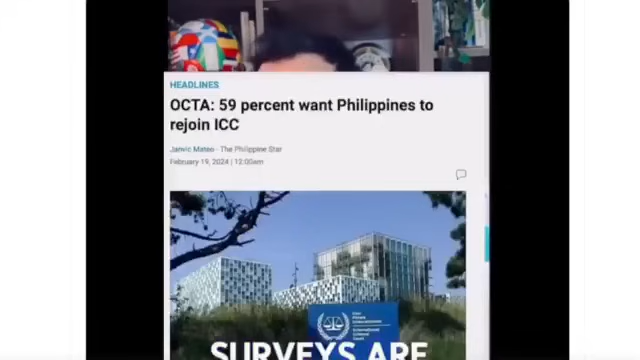 HEADLINES
OCTA: 59 percent want Philippines to
rejoin ICC
Janvic Mateo - The Philippine Star
February 19, 2024 | 12:00am
SURVEYS ARE